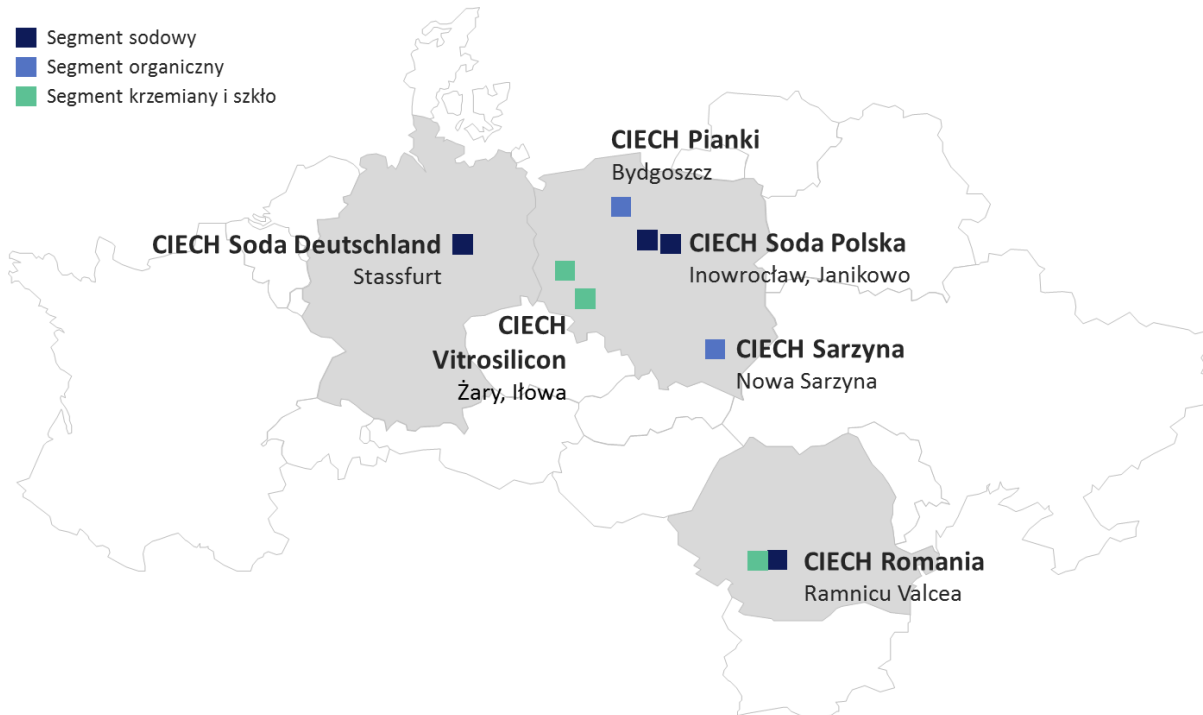 Segment sodowy
Segment organiczny
Segment krzemiany i szkło
CIECH Pianki
Bydgoszcz
CIECH Soda Deutschland
Stassfurt
CIECH Soda Polska
Inowrocław, Janikowo
CIECH
Vitrosilicon
Żary, Iłowa
CIECH Sarzyna
Nowa Sarzyna
CIECH Romania
Ramnicu Valcea